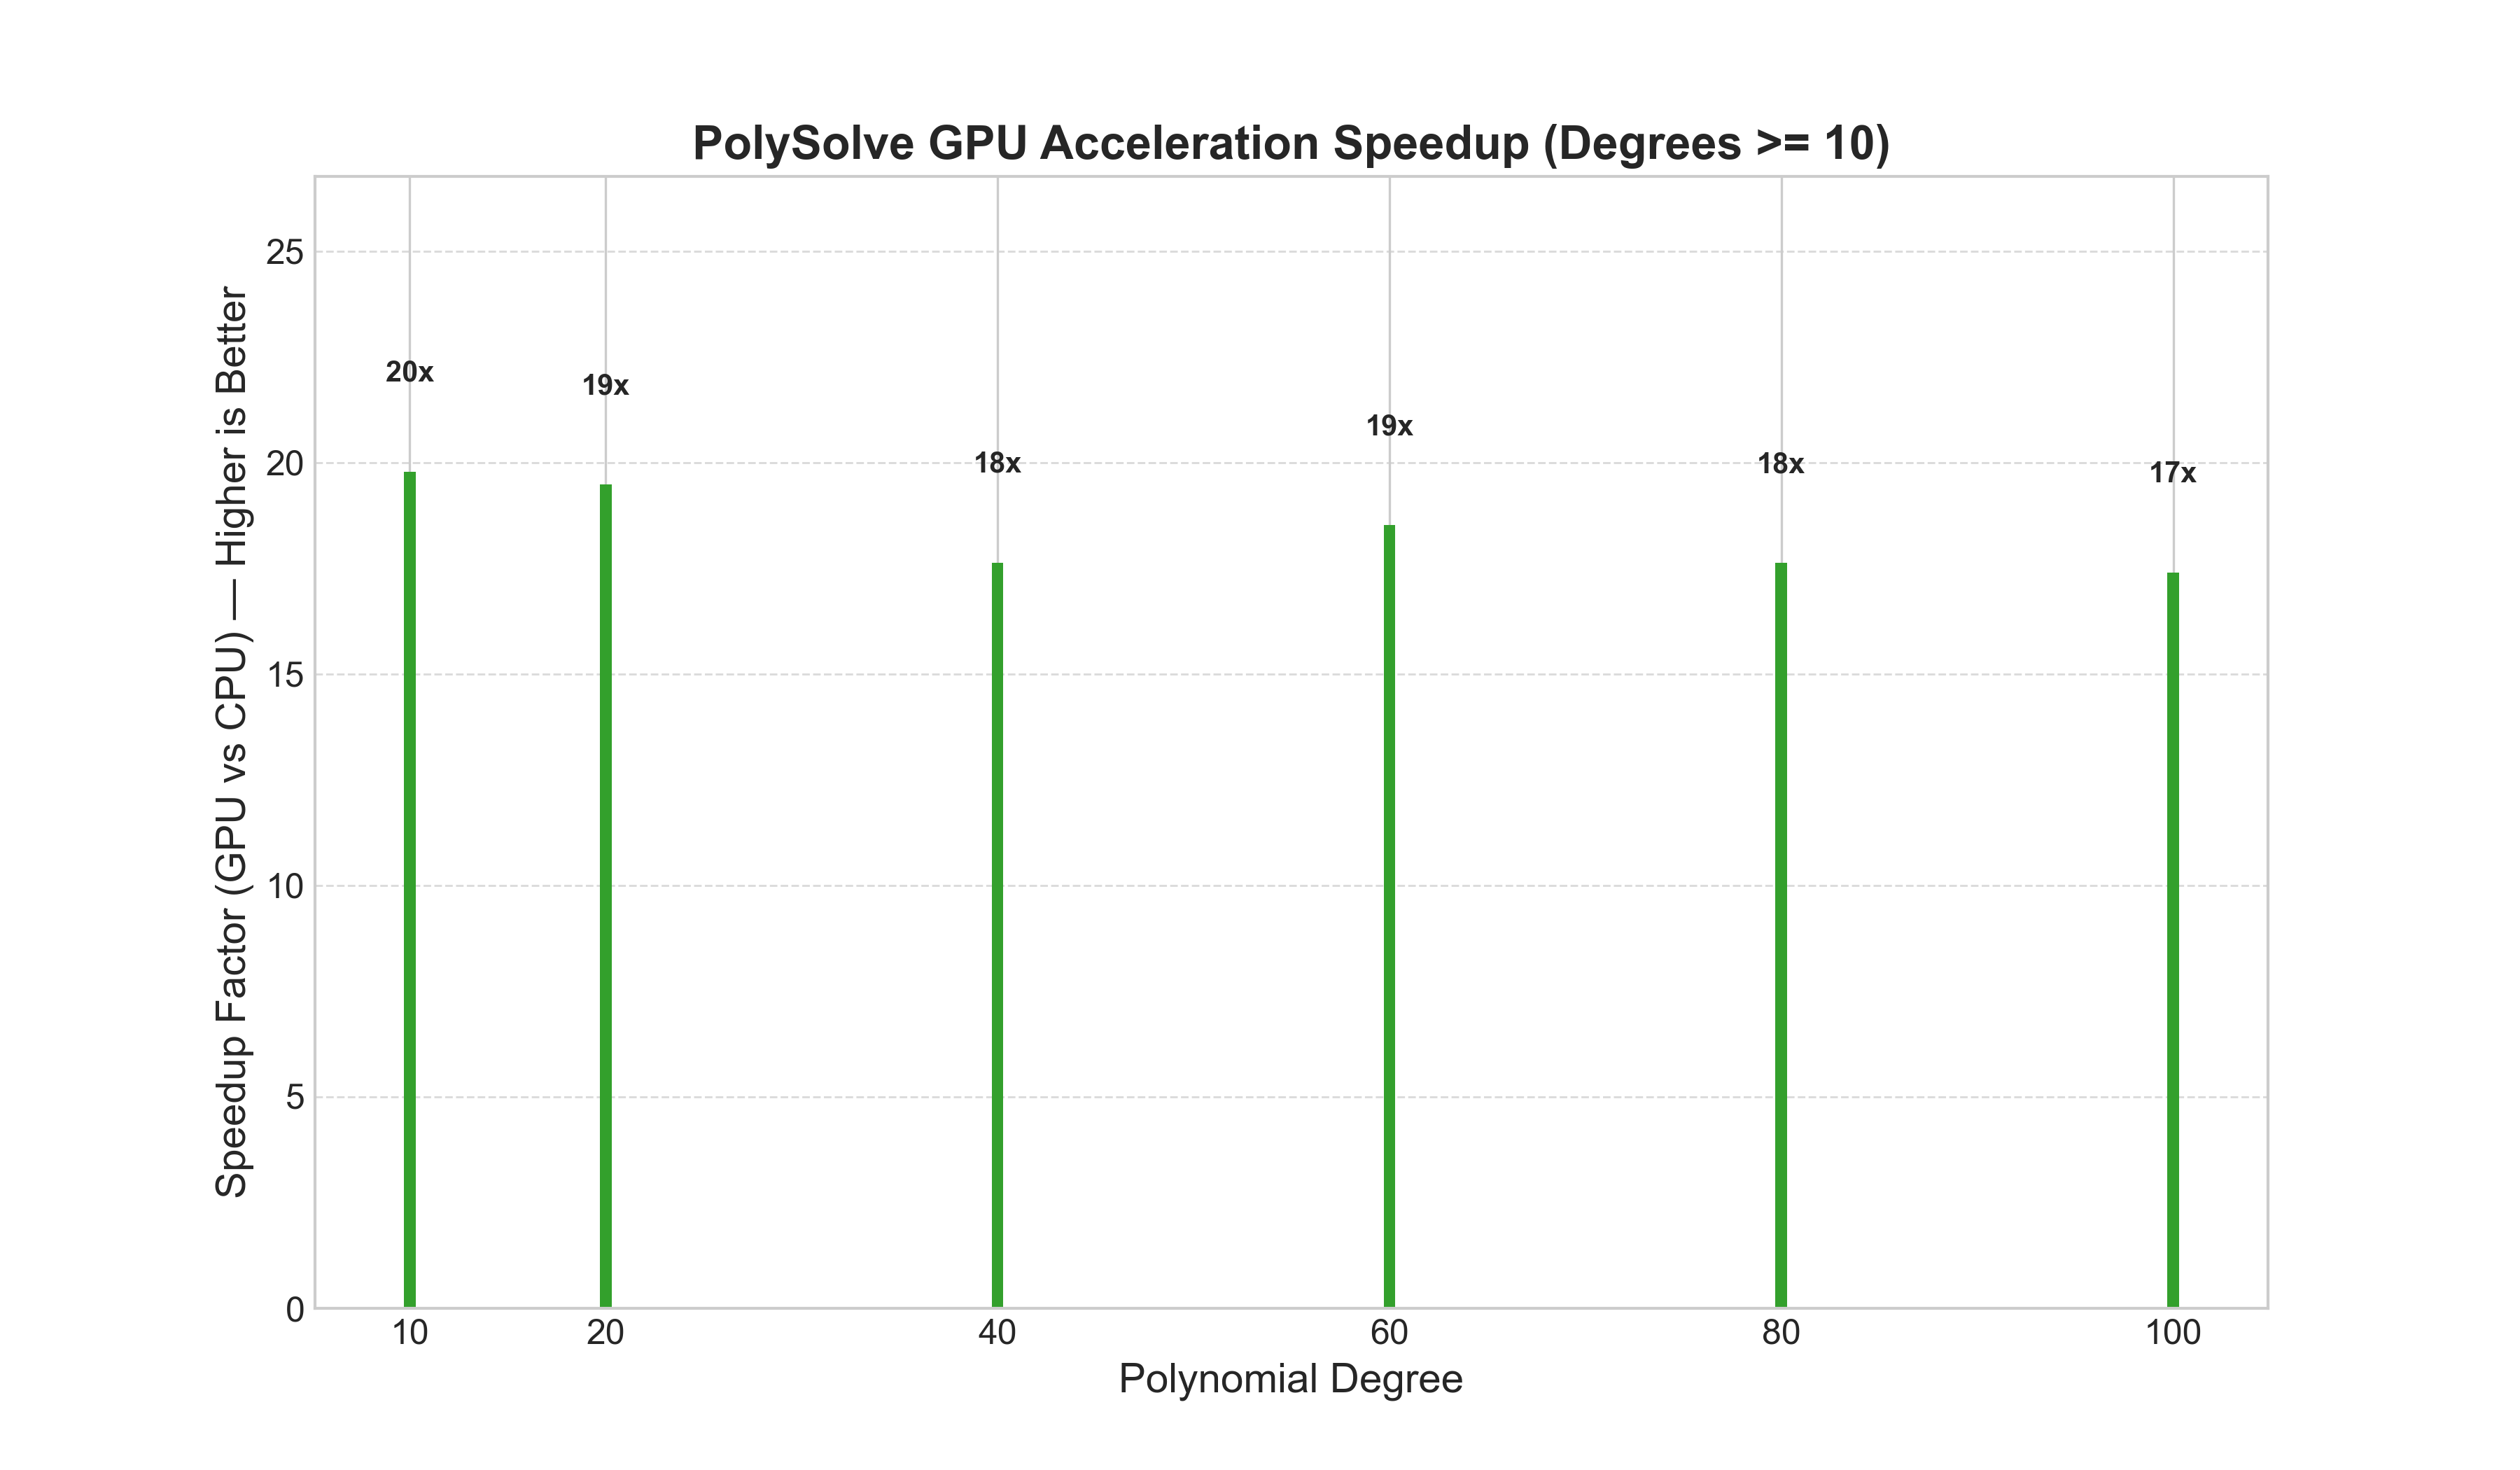 PolySolve GPU Acceleration Speedup (Degrees >= 10)
Speedup Factor (GPU vs CPU) — Higher is Better
25
20
15
10
5
0
20x
19x
18x
19x
18x
17x
10 20 40 60 80 100
Polynomial Degree